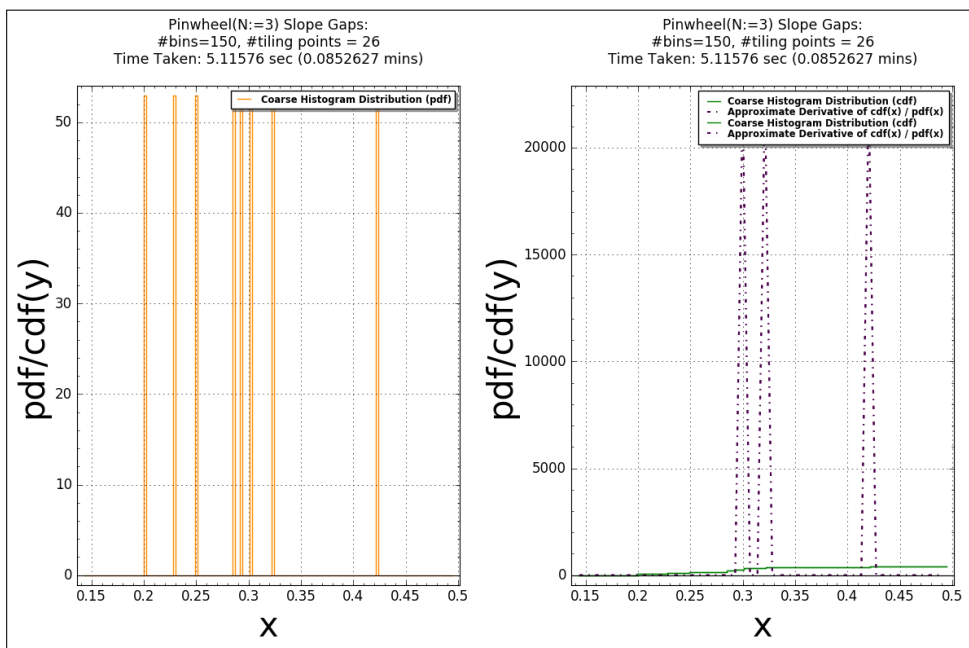 Pinwheel(N:=3) Slope Gaps:
#bins=150, #tiling points = 26
Time Taken: 5.11576 sec (0.0852627 mins)
Coarse Histogram Distribution (pdf)
pdf/cdf(y)
50
40
30
20
10
0
0.15 0.2 0.25 0.3 0.35 0.4 0.45 0.5
x
Pinwheel(N:=3) Slope Gaps:
#bins=150, #tiling points = 26
Time Taken: 5.11576 sec (0.0852627 mins)
Coarse Histogram Distribution (cdf)
Approximate Derivative of cdf(x) / pdf(x)
Coarse Histogram Distribution (cdf)
Approximate Derivative of cdf(x) / pdf(x)
pdf/cdf(y)
20000
15000
10000
5000
0
0.15 0.2 0.25 0.3 0.35 0.4 0.45 0.5
x